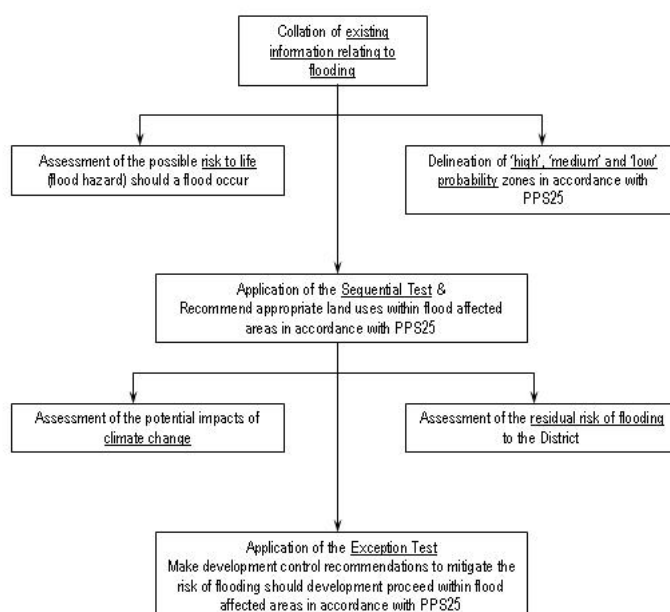 Collation of existing
information relating to
flooding
Assessment of the possible risk to life
(flood hazard) should a flood occur
Delineation of 'high', 'medium' and 'low'
probability zones in accordance with
PPS25
Application of the Sequential Test &
Recommend appropriate land uses within flood affected
areas in accordance with PPS25
Assessment of the potential impacts of
climate change
Assessment of the residual risk of flooding
to the District
Application of the Exception Test
Make development control recommendations to mitigate the
risk of flooding should development proceed within flood
affected areas in accordance with PPS25